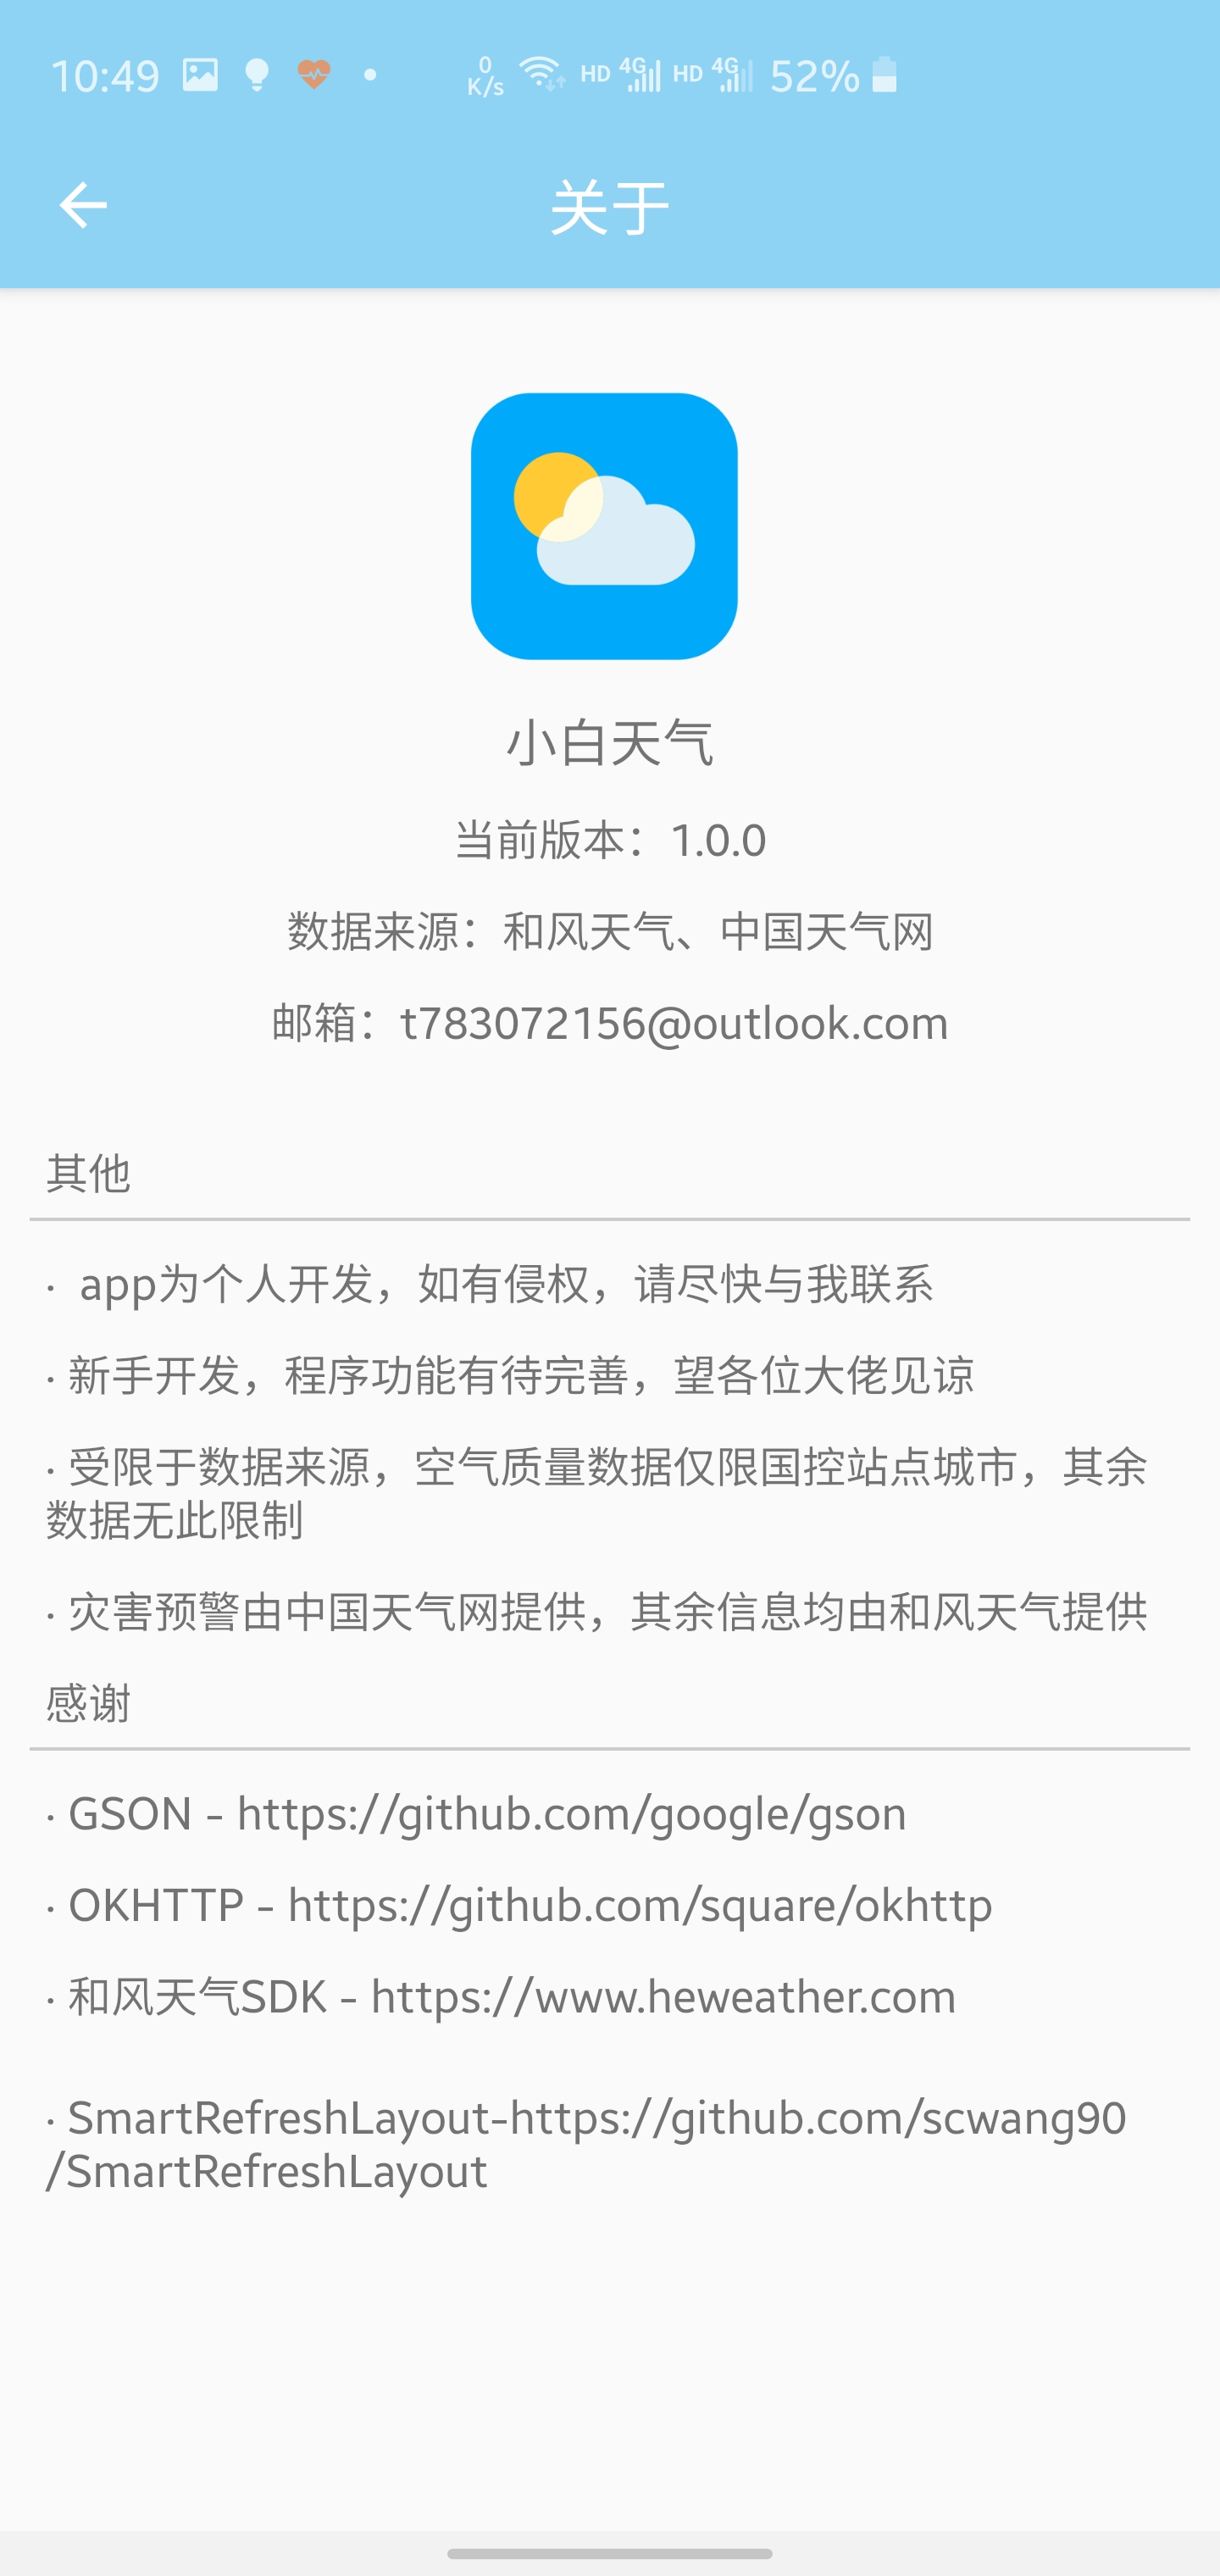 10:49
0 K/s HD 4G HD 4G 52%
关于
小白天气
当前版本：1.0.0
数据来源：和风天气、中国天气网
邮箱：t783072156@outlook.com
其他
· app为个人开发，如有侵权，请尽快与我联系
· 新手开发，程序功能有待完善，望各位大佬见谅
· 受限于数据来源，空气质量数据仅限国控站点城市，其余
数据无此限制
· 灾害预警由中国天气网提供，其余信息均由和风天气提供
感谢
· GSON - https://github.com/google/gson
· OKHTTP - https://github.com/square/okhttp
· 和风天气SDK - https://www.heweather.com
· SmartRefreshLayout-https://github.com/scwang90
/SmartRefreshLayout